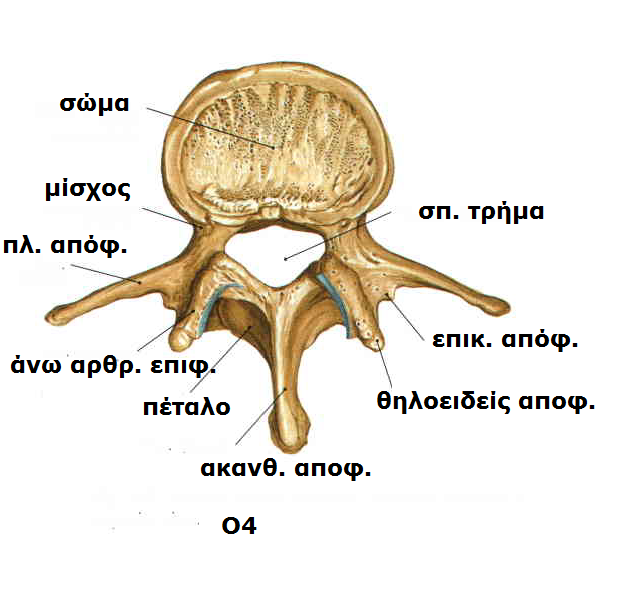 σώμα
μίσχος
σπ. τρήμα
πλ. απόφ.
επικ. απόφ.
άνω αρθρ. επιφ.
θηλοειδείς αποφ.
πέταλο
ακανθ. αποφ.
Ο4